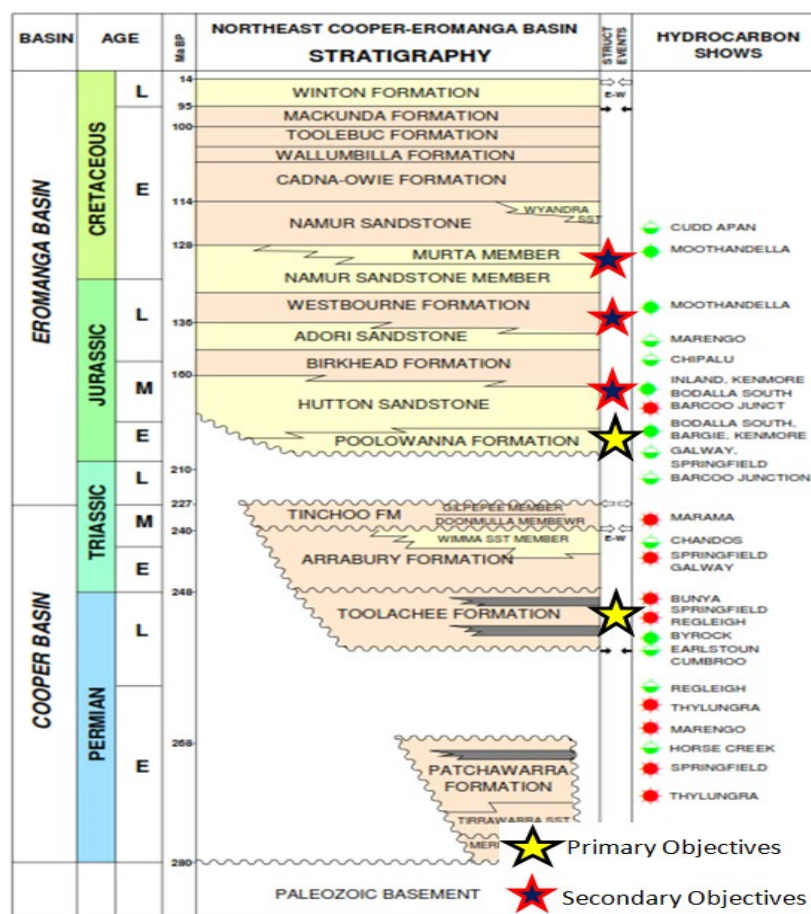 BASIN
AGE
Ma BP
NORTHEAST COOPER-EROMANGA BASIN
STRATIGRAPHY
STRUCT
EVENTS
HYDROCARBON
SHOWS
EROMANGA BASIN
COOPER BASIN
CRETACEOUS
JURASSIC
TRIASSIC
PERMIAN
L
E
L
M
E
L
M
E
L
E
14
95
100
114
128
136
160
210
227
240
248
268
280
WINTON FORMATION
MACKUNDA FORMATION
TOOLEBUC FORMATION
WALLUMBILLA FORMATION
CADNA-OWIE FORMATION
WYANDRA
SST
NAMUR SANDSTONE
MURTA MEMBER
NAMUR SANDSTONE MEMBER
WESTBOURNE FORMATION
ADORI SANDSTONE
BIRKHEAD FORMATION
HUTTON SANDSTONE
POOLOWANNA FORMATION
TINCHOO FM
GILPEPEE MEMBER
DOONMULLA MEMBEWR
WIMMA SST MEMBER
ARRABURY FORMATION
TOOLACHEE FORMATION
PATCHAWARRA
FORMATION
TIRRAWARRA SST
PALEOZOIC BASEMENT
E-W
E-W
CUDD APAN
MOOTHANDELLA
MOOTHANDELLA
MARENGO
CHIPALU
INLAND, KENMORE
BODALLA SOUTH
BARCOO JUNCT
BODALLA SOUTH,
BARGIE, KENMORE
GALWAY,
SPRINGFIELD
BARCOO JUNCTION
MARAMA
CHANDOS
SPRINGFIELD
GALWAY
BUNYA
SPRINGFIELD
REGLEIGH
BYROCK
EARLSTOUN
CUMBROO
REGLEIGH
THYLUNGRA
MARENGO
HORSE CREEK
SPRINGFIELD
THYLUNGRA
Primary Objectives
Secondary Objectives